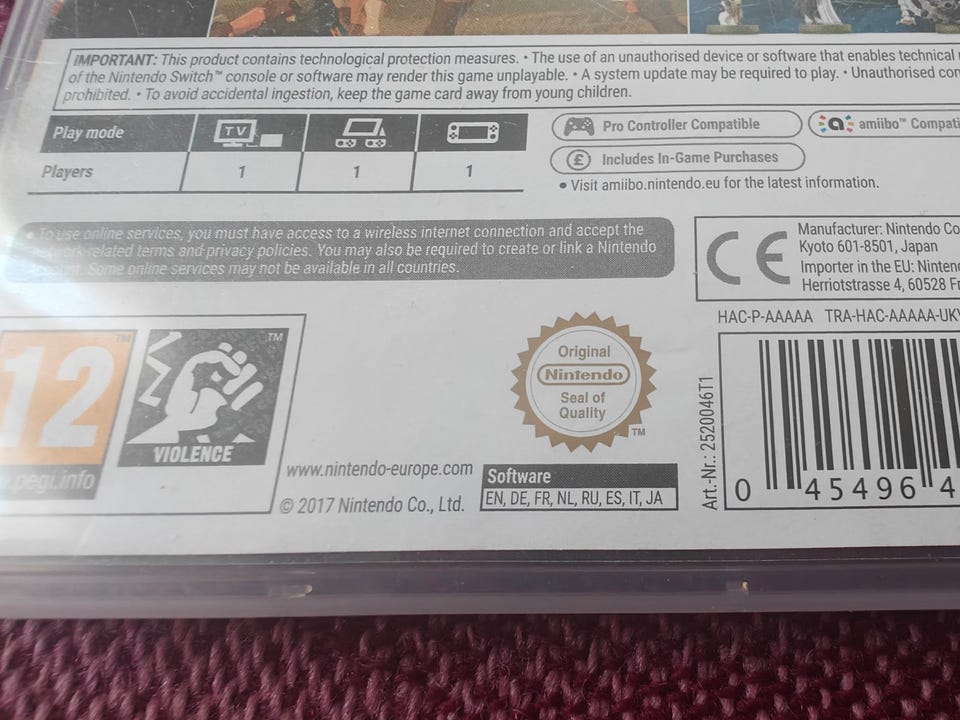 IMPORTANT: This product contains technological protection measures. • The use of an unauthorised device or software that enables technical
of the Nintendo Switch™ console or software may render this game unplayable. • A system update may be required to play. • Unauthorised
prohibited. • To avoid accidental ingestion, keep the game card away from young children.
Play mode TV
Players 1 1 1
Pro Controller Compatible
amiibo™ Compati
£ Includes In-Game Purchases
• Visit amiibo.nintendo.eu for the latest information.
• To use online services, you must have access to a wireless internet connection and accept the
network-related terms and privacy policies. You may also be required to create or link a Nintendo
Account. Some online services may not be available in all countries.
CE
Manufacturer: Nintendo Co
Kyoto 601-8501, Japan
Importer in the EU: Ninten
Herriotstrasse 4, 60528 Fr
HAC-P-AAAAA TRA-HAC-AAAAA-UK
12 ™
pegi.info
™
VIOLENCE
www.nintendo-europe.com
© 2017 Nintendo Co., Ltd.
Original
Nintendo
Seal of
Quality
™
Software
EN, DE, FR, NL, RU, ES, IT, JA
Art.-Nr.: 2520046T1
0 45496 4